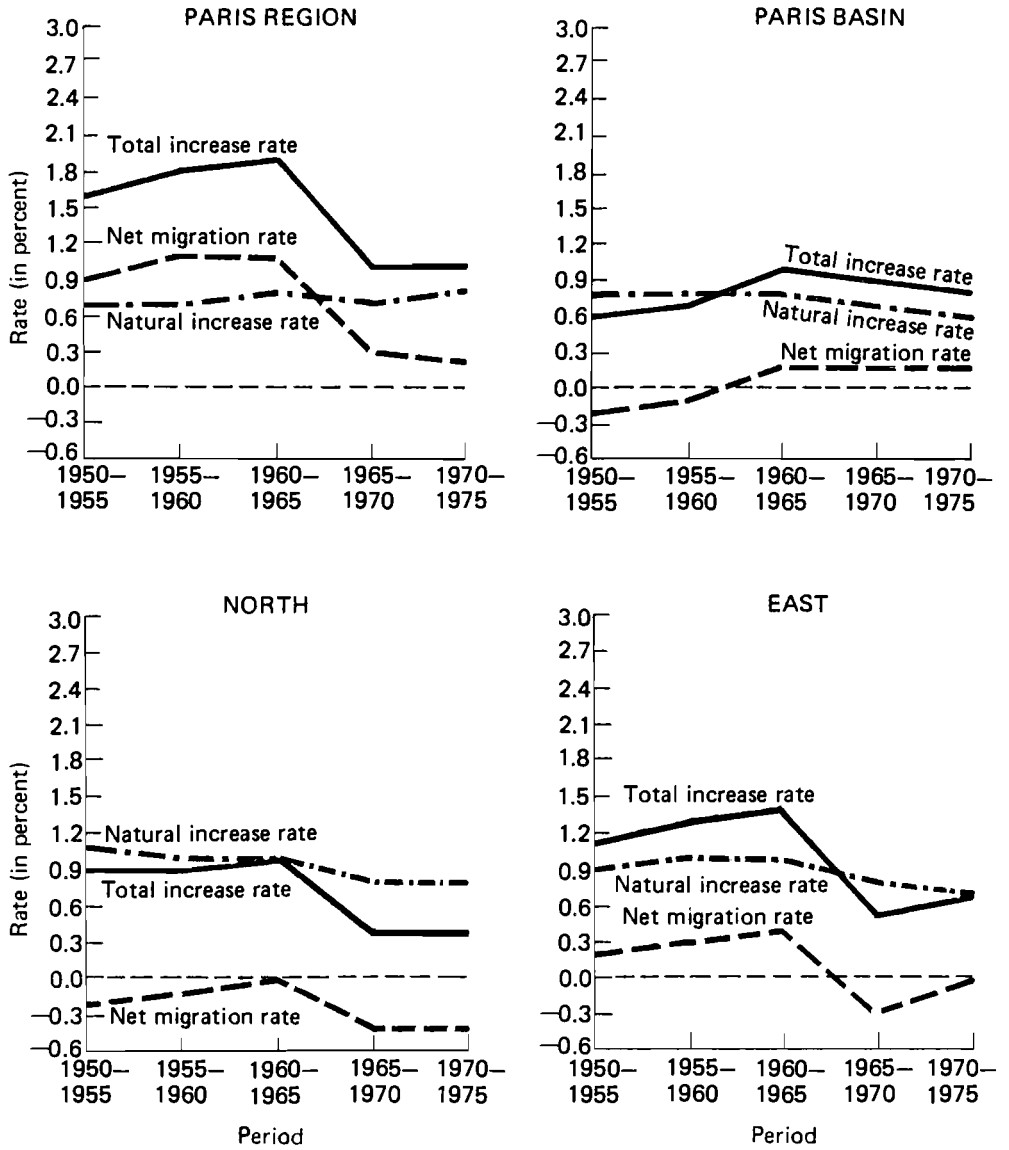 PARIS REGION
3.0
2.7
2.4
2.1
1.8
1.5
1.2
0.9
0.6
0.3
0.0
—0.3
—0.6
Rate (in percent)
Total increase rate
Net migration rate
Natural increase rate
1950— 1955— 1960— 1965— 1970—
1955 1960 1965 1970 1975
PARIS BASIN
3.0
2.7
2.4
2.1
1.8
1.5
1.2
0.9
0.6
0.3
0.0
—0.3
—0.6
Total increase rate
Natural increase rate
Net migration rate
1950— 1955— 1960— 1965— 1970—
1955 1960 1965 1970 1975
NORTH
3.0
2.7
2.4
2.1
1.8
1.5
1.2
0.9
0.6
0.3
0.0
—0.3
—0.6
Rate (in percent)
Natural increase rate
Total increase rate
Net migration rate
1950— 1955— 1960— 1965— 1970—
1955 1960 1965 1970 1975
Period
EAST
3.0
2.7
2.4
2.1
1.8
1.5
1.2
0.9
0.6
0.3
0.0
—0.3
—0.6
Total increase rate
Natural increase rate
Net migration rate
1950— 1955— 1960— 1965— 1970—
1955 1960 1965 1970 1975
Period